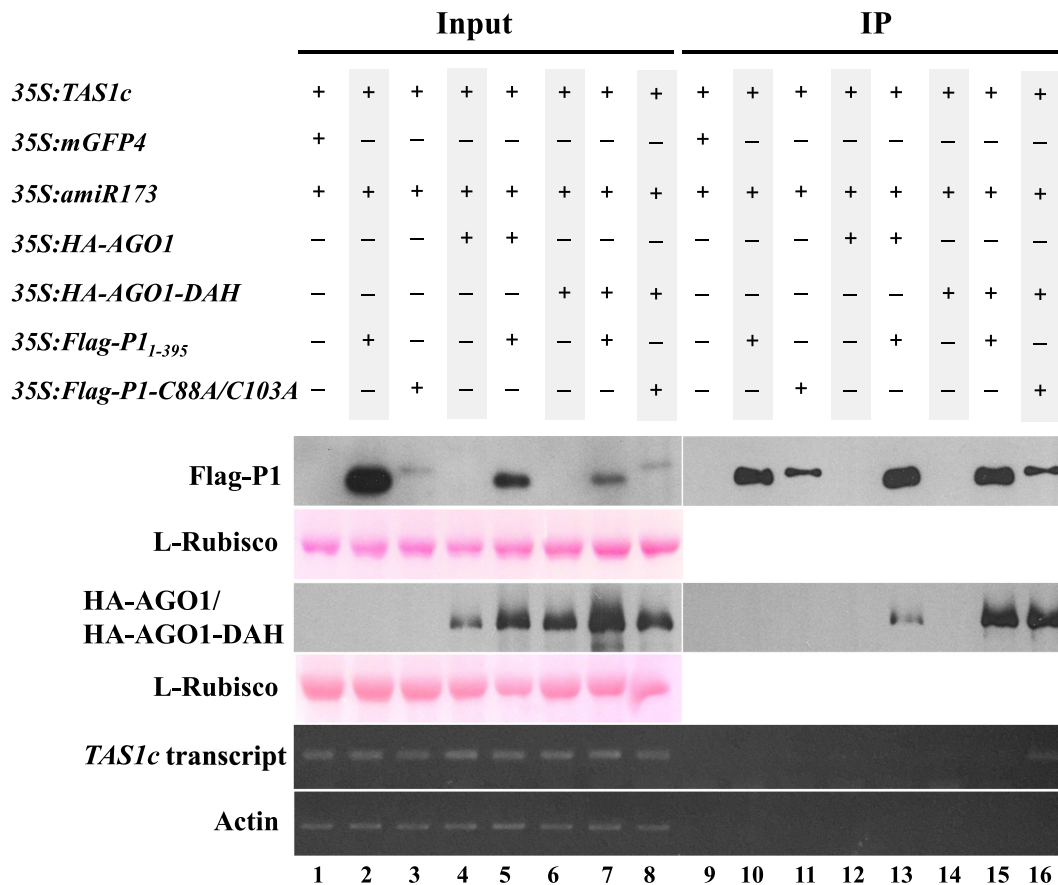 Input IP
35S:TAS1c + + + + + + + + + + + + + + + +
35S:mGFP4 + – – – – – – – + – – – – – – –
35S:amiR173 + + + + + + + + + + + + + + + +
35S:HA-AGO1 – – – + + – – – – – – + + – – –
35S:HA-AGO1-DAH – – – – – + + + – – – – – + + +
35S:Flag-P11-395 – + – – + – + – – + – – + – + –
35S:Flag-P1-C88A/C103A – – + – – – – + – – + – – – – +
Flag-P1
L-Rubisco
HA-AGO1/
HA-AGO1-DAH
L-Rubisco
TAS1c transcript
Actin
1 2 3 4 5 6 7 8 9 10 11 12 13 14 15 16